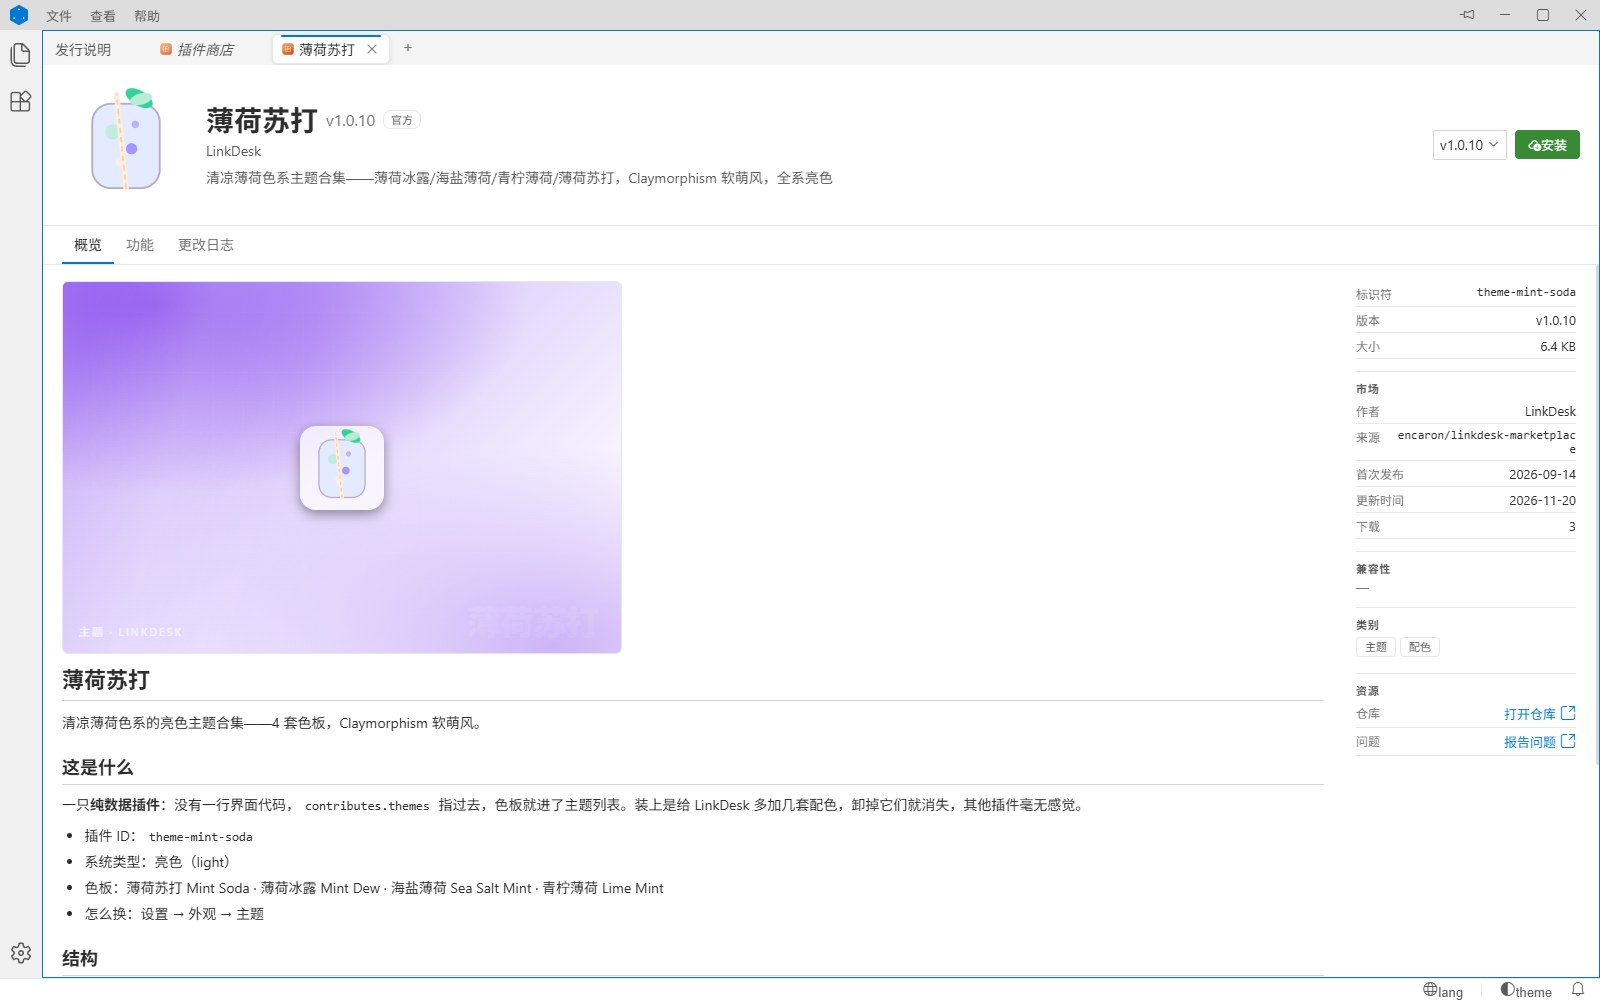 文件 查看 帮助
发行说明 插件商店 薄荷苏打
薄荷苏打 v1.0.10 官方
LinkDesk
清凉薄荷色系主题合集——薄荷冰露/海盐薄荷/青柠薄荷/薄荷苏打，Claymorphism 软萌风，全系亮色
v1.0.10 安装
概览 功能 更改日志
主题 · LINKDESK
薄荷苏打
薄荷苏打
清凉薄荷色系的亮色主题合集——4 套色板，Claymorphism 软萌风。
这是什么
一只纯数据插件：没有一行界面代码， contributes.themes 指过去，色板就进了主题列表。装上是给 LinkDesk 多加几套配色，卸掉它们就消失，其他插件毫无感觉。
• 插件 ID： theme-mint-soda
• 系统类型：亮色（light）
• 色板：薄荷苏打 Mint Soda · 薄荷冰露 Mint Dew · 海盐薄荷 Sea Salt Mint · 青柠薄荷 Lime Mint
• 怎么换：设置 → 外观 → 主题
结构
标识符 theme-mint-soda
版本 v1.0.10
大小 6.4 KB
市场
作者 LinkDesk
来源 encaron/linkdesk-marketplac
e
首次发布 2026-09-14
更新时间 2026-11-20
下载 3
兼容性
—
类别
主题 配色
资源
仓库 打开仓库
问题 报告问题
lang theme